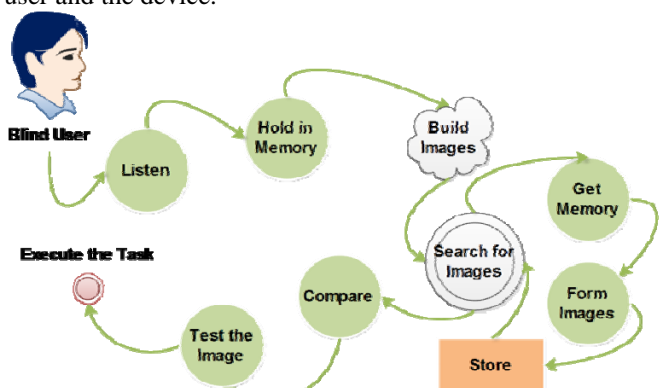 user and the device.
Blind User
Listen
Hold in
Memory
Build
Images
Get
Memory
Search for
Images
Form
Images
Store
Compare
Test the
Image
Execute the Task